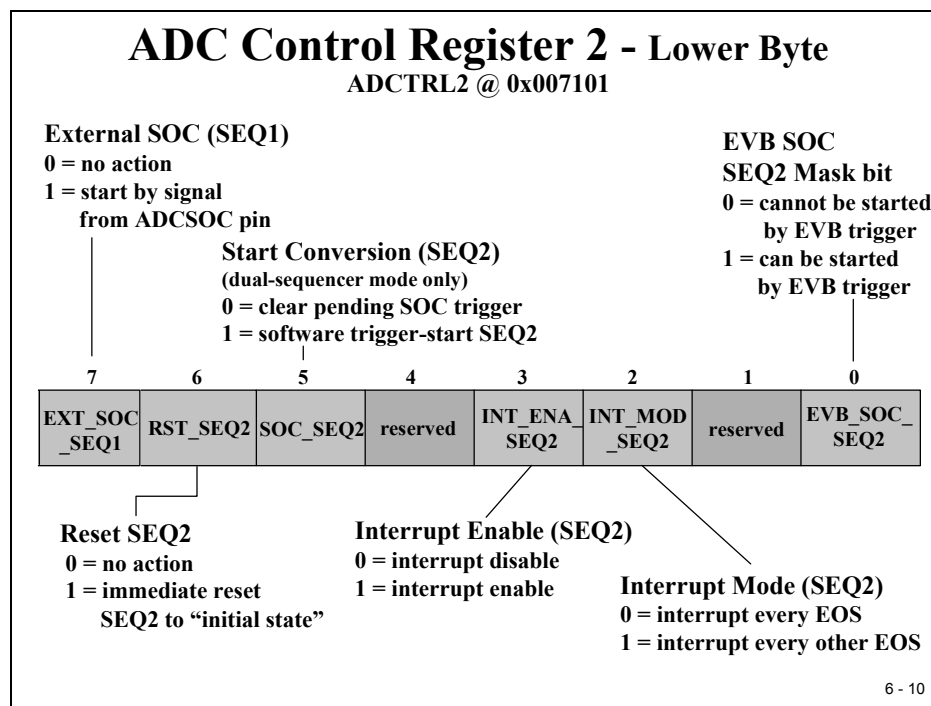 ADC Control Register 2 - Lower Byte
ADCTRL2 @ 0x007101
External SOC (SEQ1)
0 = no action
1 = start by signal
from ADCSOC pin
EVB SOC
SEQ2 Mask bit
0 = cannot be started
by EVB trigger
1 = can be started
by EVB trigger
Start Conversion (SEQ2)
(dual-sequencer mode only)
0 = clear pending SOC trigger
1 = software trigger-start SEQ2
7 6 5 4 3 2 1 0
EXT_SOC
_SEQ1
RST_SEQ2
SOC_SEQ2
reserved
INT_ENA_
SEQ2
INT_MOD
_SEQ2
reserved
EVB_SOC_
SEQ2
Reset SEQ2
0 = no action
1 = immediate reset
SEQ2 to “initial state”
Interrupt Enable (SEQ2)
0 = interrupt disable
1 = interrupt enable
Interrupt Mode (SEQ2)
0 = interrupt every EOS
1 = interrupt every other EOS
6 - 10